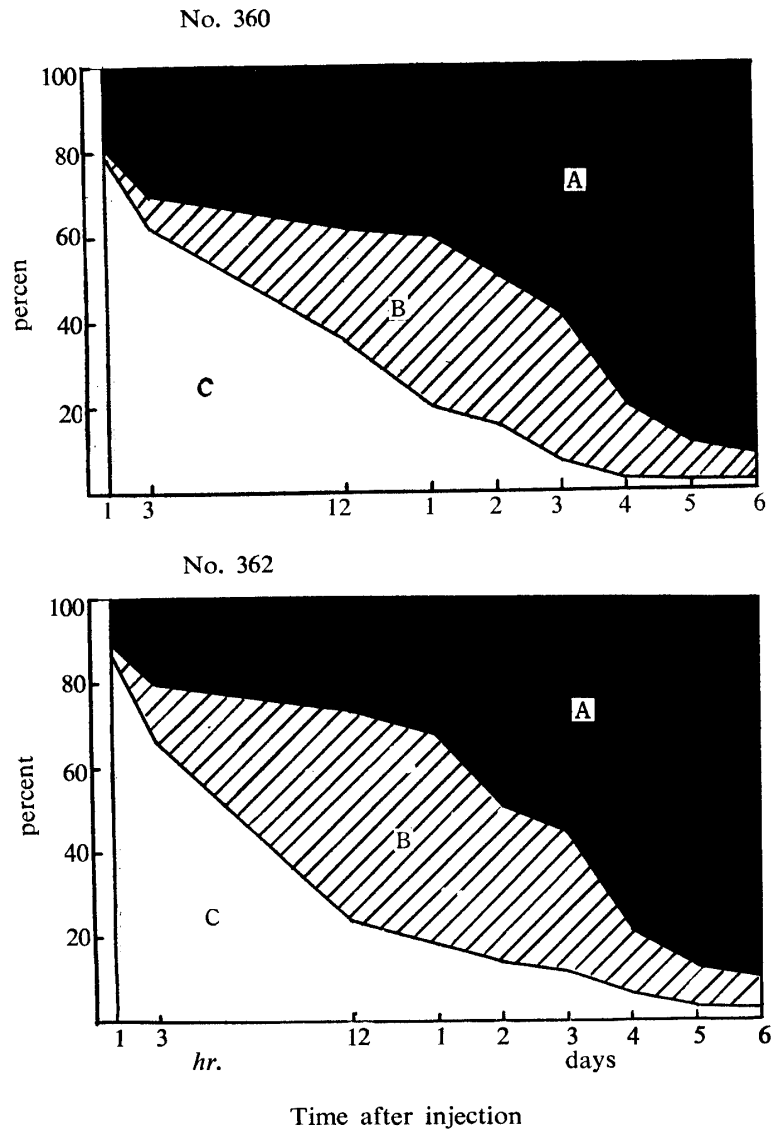 No. 360
100
80
60
40
20
percen
A
B
C
1 3 12 1 2 3 4 5 6
No. 362
100
80
60
40
20
percent
A
B
C
1 3 12 1 2 3 4 5 6
hr. days
Time after injection